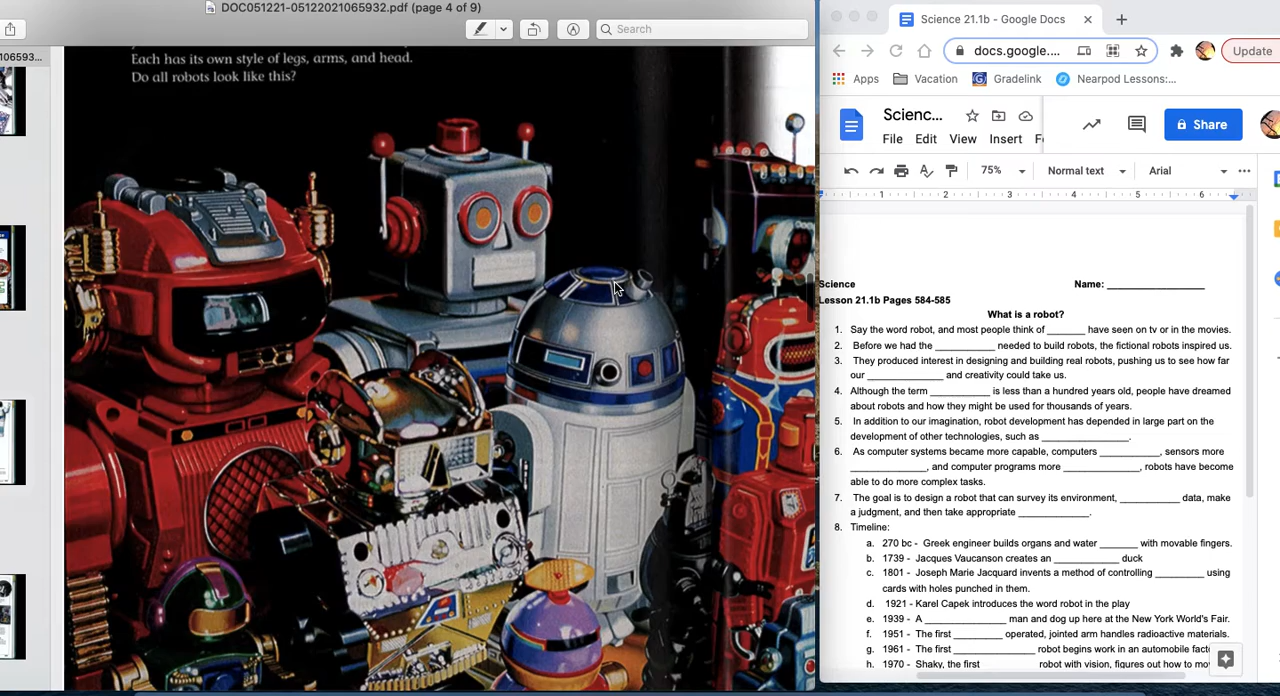 DOC051221-05122021065932.pdf (page 4 of 9)
Search
106593...
Each has its own style of legs, arms, and head.
Do all robots look like this?
Science 21.1b - Google Docs
docs.google....
Update
Apps Vacation Gradelink Nearpod Lessons:...
Scienc...
File Edit View Insert
Share
75% Normal text Arial
1 2 3 4 5 6
Science Name: __________________
Lesson 21.1b Pages 584-585
What is a robot?
1. Say the word robot, and most people think of _______ have seen on tv or in the movies.
2. Before we had the ___________ needed to build robots, the fictional robots inspired us.
3. They produced interest in designing and building real robots, pushing us to see how far
our ______________ and creativity could take us.
4. Although the term ___________ is less than a hundred years old, people have dreamed
about robots and how they might be used for thousands of years.
5. In addition to our imagination, robot development has depended in large part on the
development of other technologies, such as ________________.
6. As computer systems became more capable, computers ___________, sensors more
______________, and computer programs more ______________, robots have become
able to do more complex tasks.
7. The goal is to design a robot that can survey its environment, ___________ data, make
a judgment, and then take appropriate _____________.
8. Timeline:
a. 270 bc - Greek engineer builds organs and water _______ with movable fingers.
b. 1739 - Jacques Vaucanson creates an ____________ duck
c. 1801 - Joseph Marie Jacquard invents a method of controlling _________ using
cards with holes punched in them.
d. 1921 - Karel Capek introduces the word robot in the play
e. 1939 - A _______________ man and dog up here at the New York World's Fair.
f. 1951 - The first _________ operated, jointed arm handles radioactive materials.
g. 1961 - The first _______________ robot begins work in an automobile
h. 1970 - Shaky, the first __________ robot with vision, figures out how to